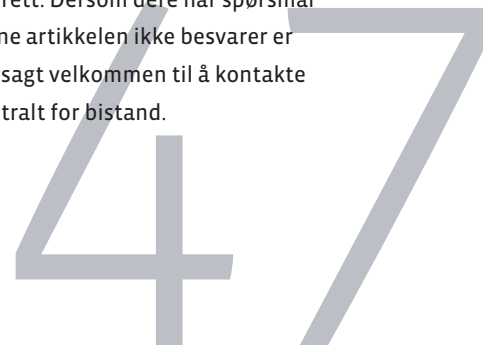 rett. Dersom dere har spørsmål
ne artikkelen ikke besvarer er
sagt velkommen til å kontakte
tralt for bistand.
47